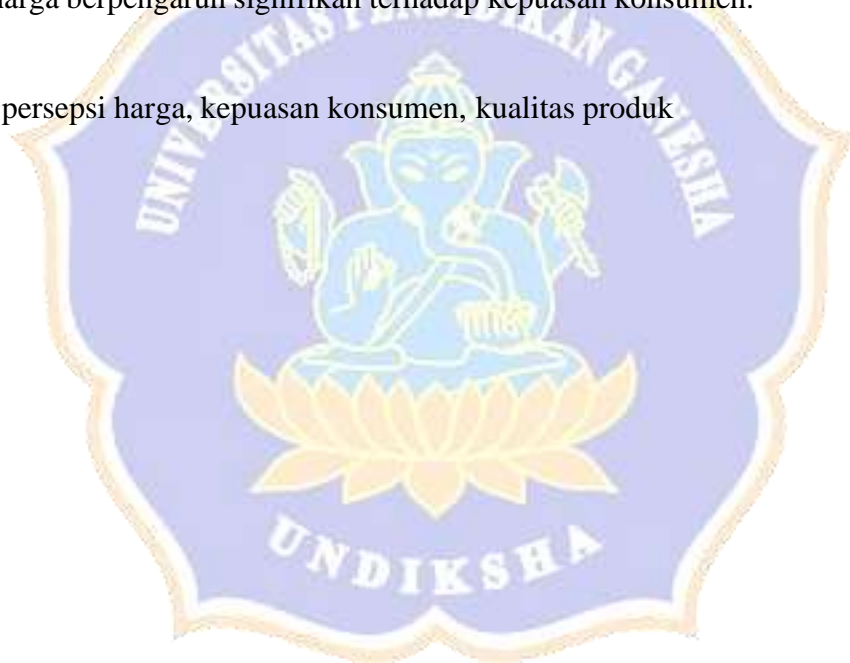 harga berpengaruh signifikan terhadap kepuasan konsumen.
persepsi harga, kepuasan konsumen, kualitas produk
UNIVERSITAS PENDIDIKAN GANESHA
UNDIKSHA